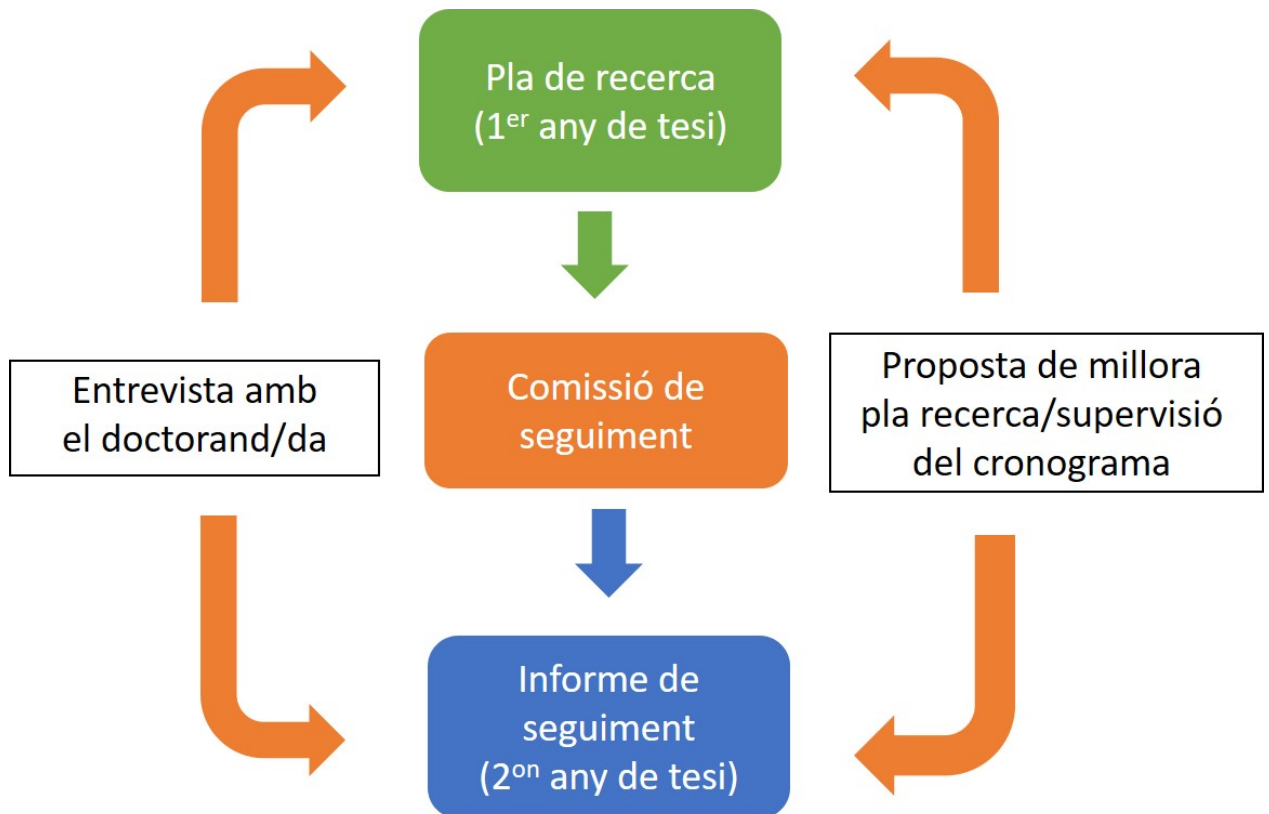 Pla de recerca
(1er any de tesi)
Entrevista amb
el doctorand/da
Comissió de
seguiment
Proposta de millora
pla recerca/supervisió
del cronograma
Informe de
seguiment
(2on any de tesi)